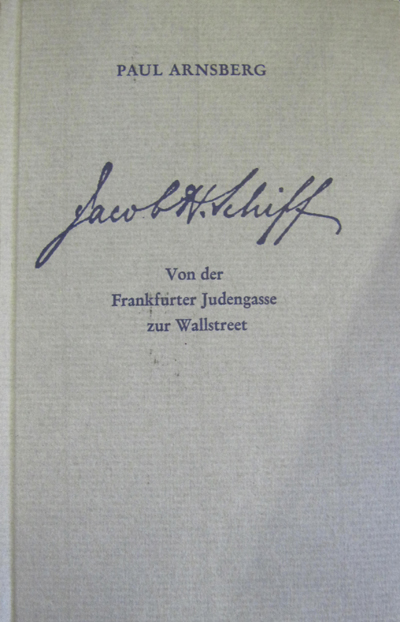 PAUL ARNSBERG
Jacob H. Schiff
Von der
Frankfurter Judengasse
zur Wallstreet